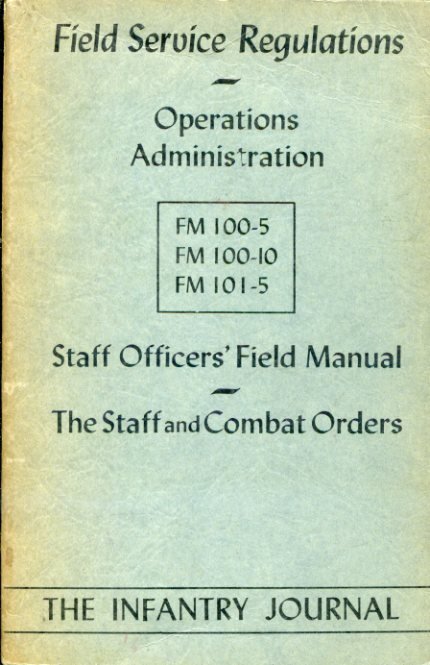 Field Service Regulations
Operations
Administration
FM 100-5
FM 100-10
FM 101-5
Staff Officers' Field Manual
The Staff and Combat Orders
THE INFANTRY JOURNAL